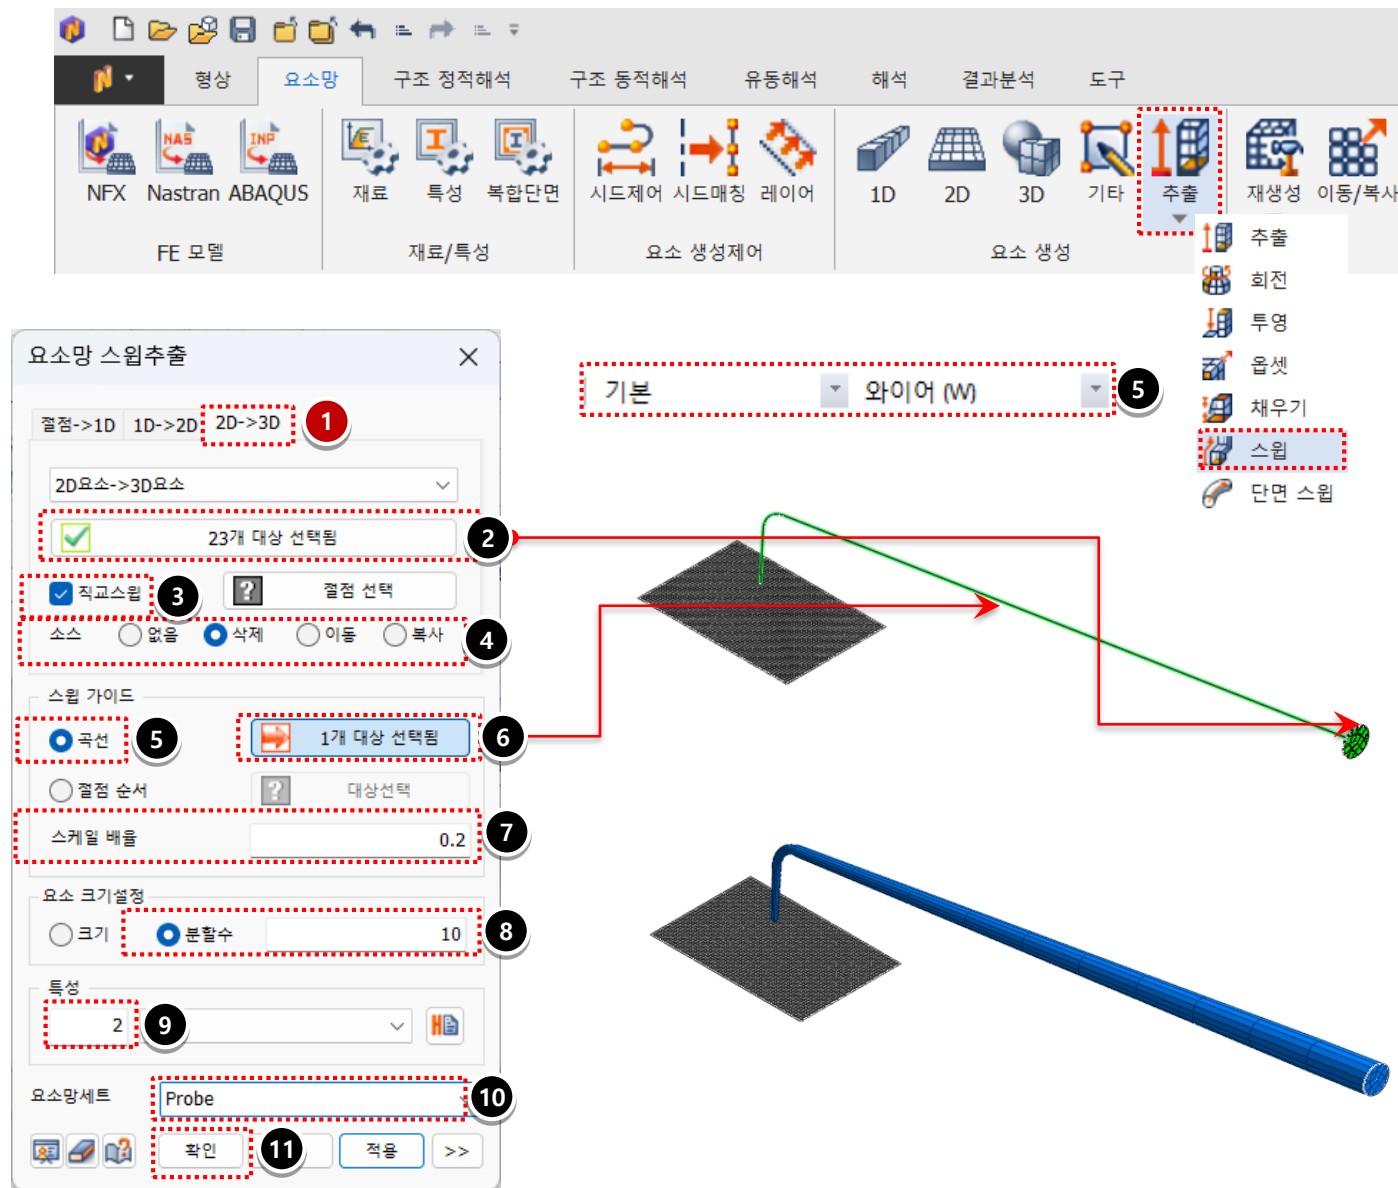 형상 요소망 구조 정적해석 구조 동적해석 유동해석 해석 결과분석 도구
NAS INP
NFX Nastran ABAQUS 재료 특성 복합단면 시드제어 시드매칭 레이어 1D 2D 3D 기타 추출 재생성 이동/복사
FE 모델 재료/특성 요소 생성제어 요소 생성
추출
회전
투영
옵셋
채우기
스윕
단면 스윕
요소망 스윕추출
기본 와이어 (W) 5
절점->1D 1D->2D 2D->3D 1
2D요소->3D요소
23개 대상 선택됨 2
직교스윕 3 절점 선택
소스 없음 삭제 이동 복사 4
스윕 가이드
곡선 5 1개 대상 선택됨 6
절점 순서 대상선택
스케일 배율 0.2 7
요소 크기설정
크기 분할수 10 8
특성
2 9
요소망세트 Probe 10
확인 11 적용 >>